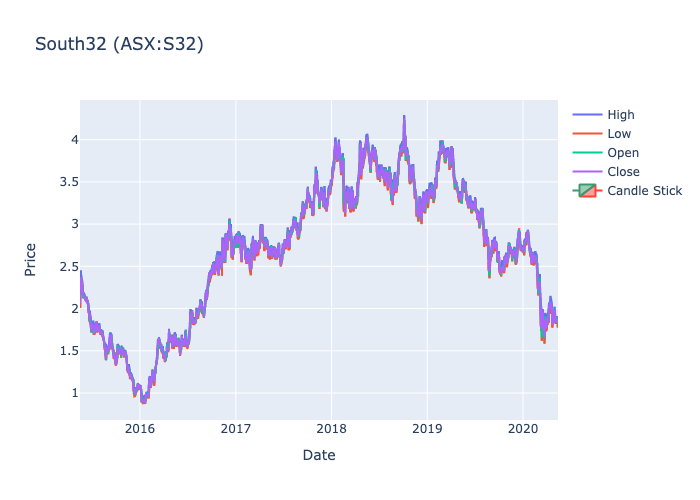 South32 (ASX:S32)
High
Low
Open
Close
Candle Stick
Price
4
3.5
3
2.5
2
1.5
1
2016 2017 2018 2019 2020
Date